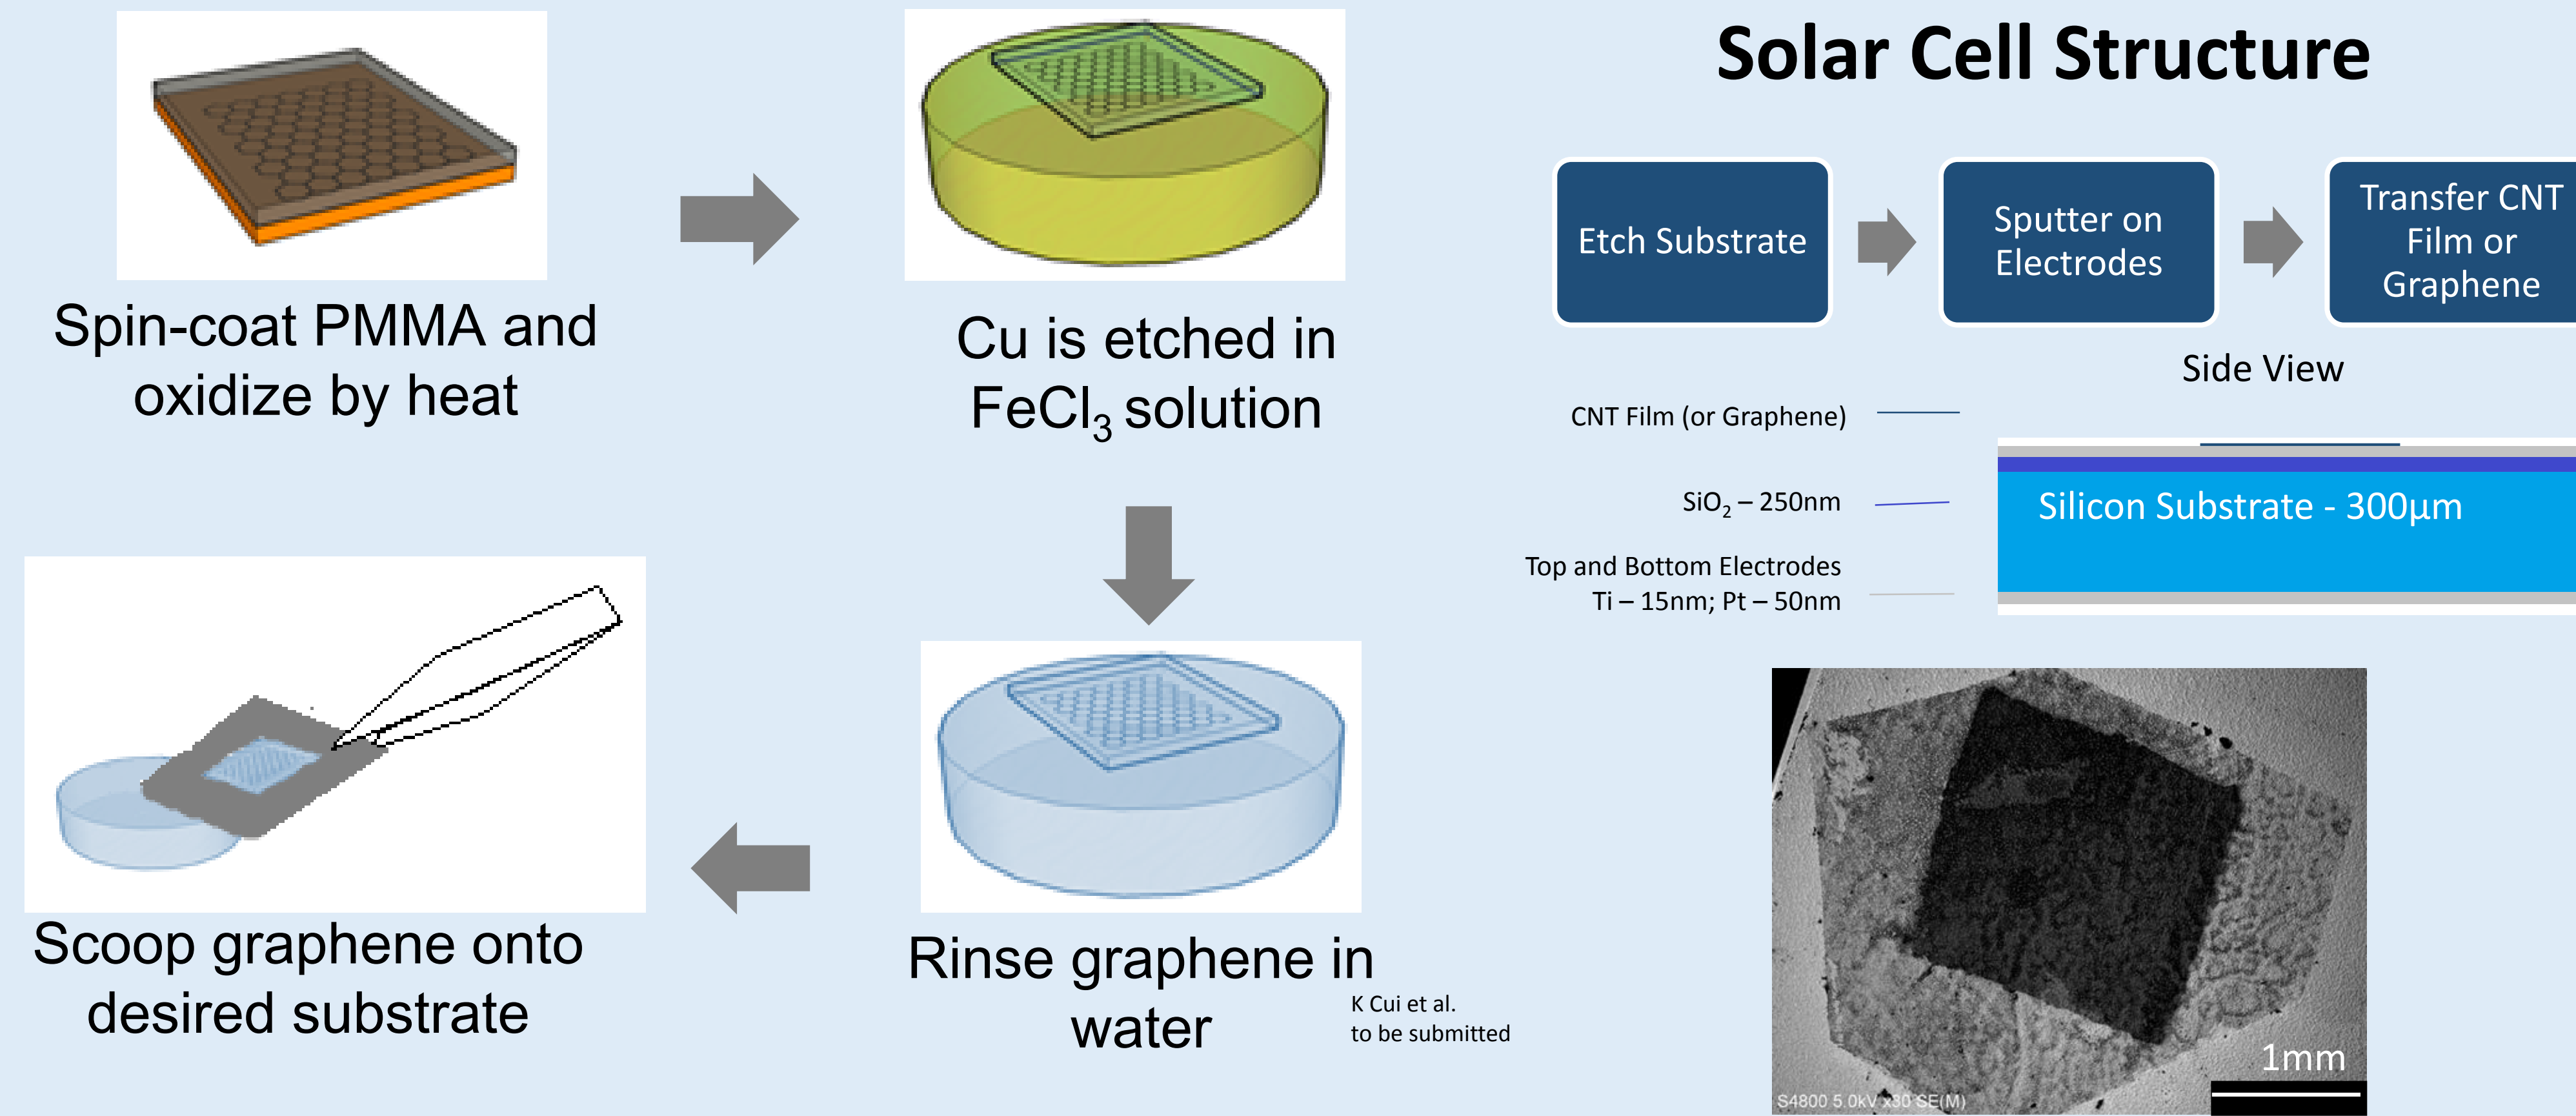 Spin-coat PMMA and
oxidize by heat
Cu is etched in
FeCl₃ solution
Scoop graphene onto
desired substrate
Rinse graphene in
water
K Cui et al.
to be submitted
Solar Cell Structure
Etch Substrate
Sputter on
Electrodes
Transfer CNT
Film or
Graphene
Side View
CNT Film (or Graphene)
SiO₂ – 250nm
Silicon Substrate - 300µm
Top and Bottom Electrodes
Ti – 15nm; Pt – 50nm
1mm
S4800 5.0kV x30 SE(M)